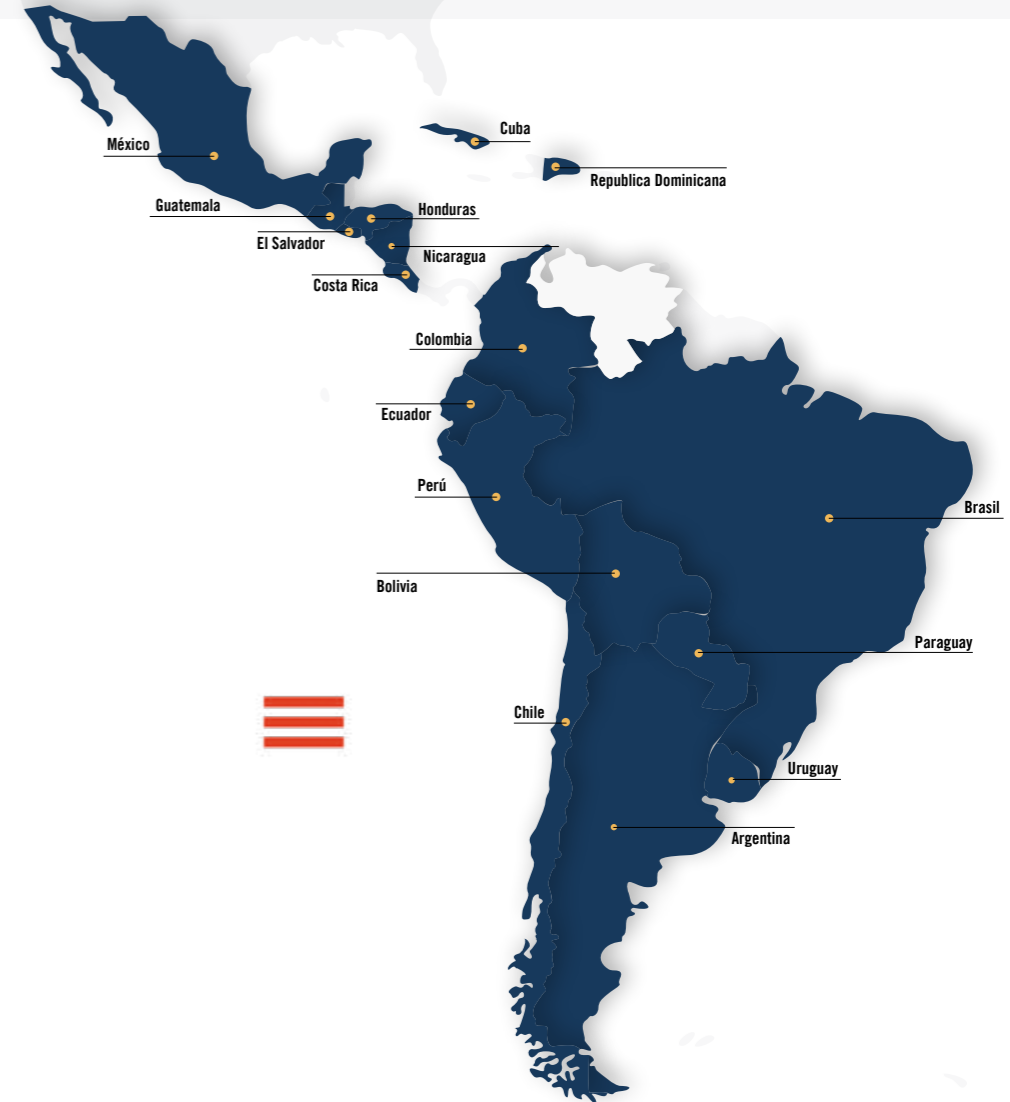 Cuba
México
Republica Dominicana
Guatemala
Honduras
El Salvador
Nicaragua
Costa Rica
Colombia
Ecuador
Perú
Brasil
Bolivia
Paraguay
Chile
Uruguay
Argentina